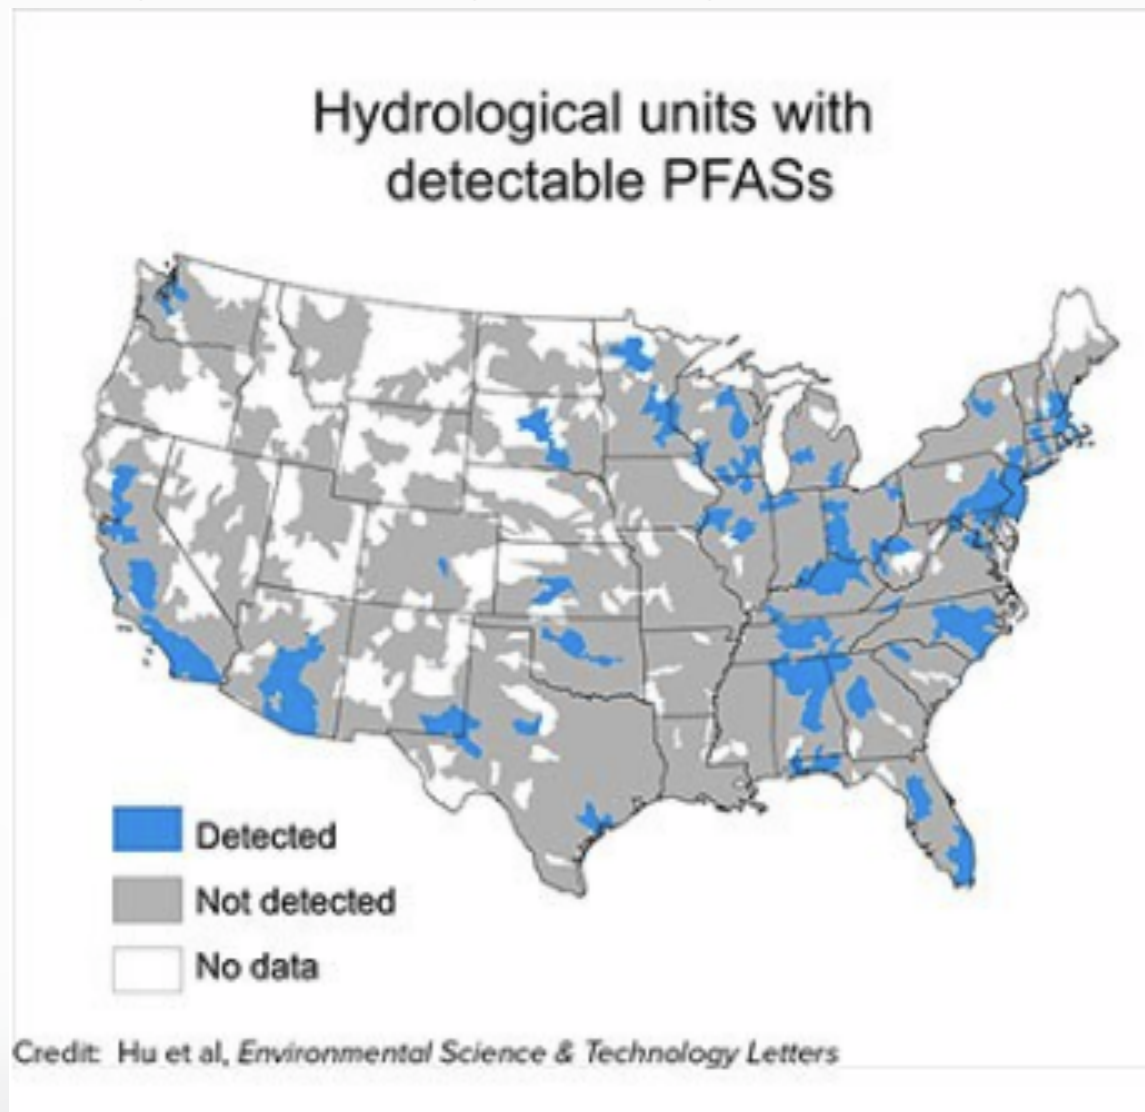 Hydrological units with
detectable PFASs
Detected
Not detected
No data
Credit: Hu et al, Environmental Science & Technology Letters